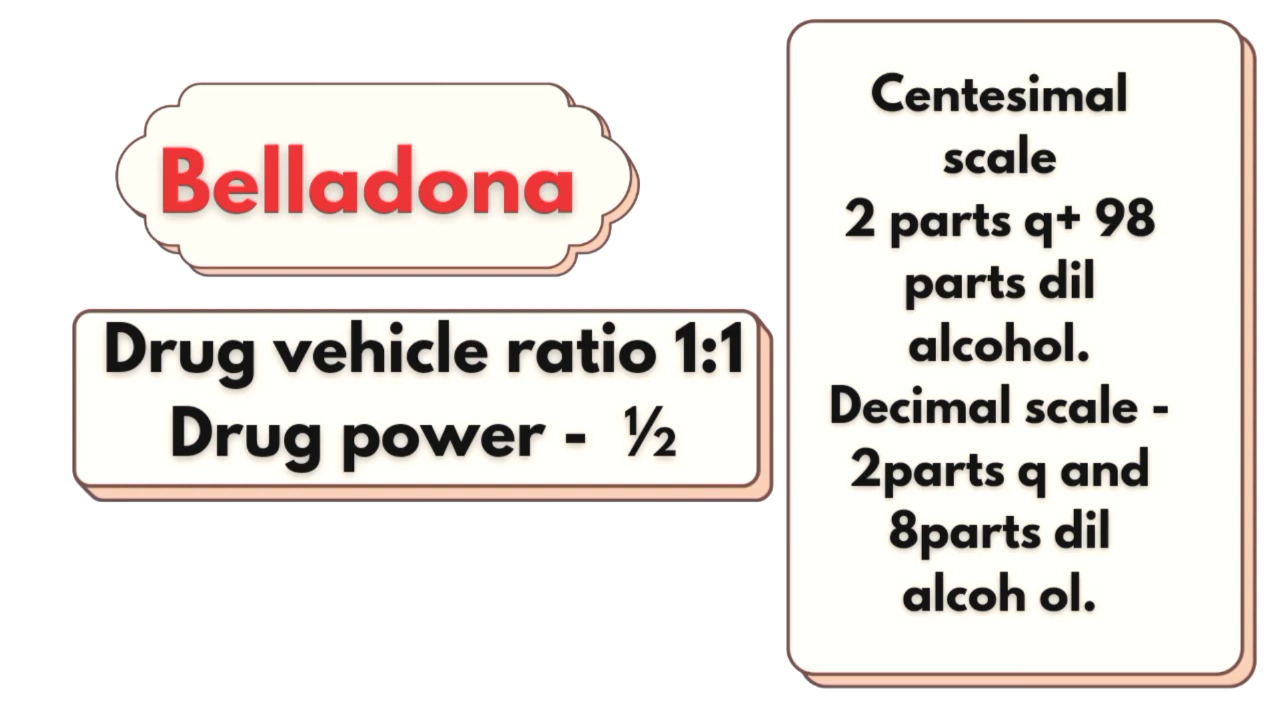 Belladona
Drug vehicle ratio 1:1
Drug power - ½
Centesimal
scale
2 parts q+ 98
parts dil
alcohol.
Decimal scale -
2parts q and
8parts dil
alcoh ol.